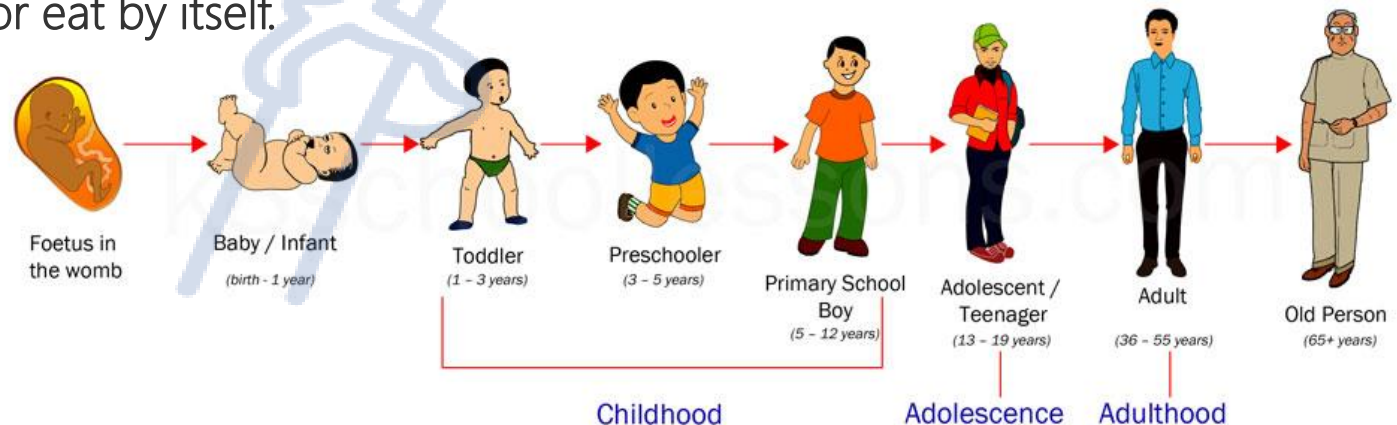 or eat by itself.
Foetus in
the womb
Baby / Infant
(birth - 1 year)
Toddler
(1 – 3 years)
Preschooler
(3 – 5 years)
Primary School
Boy
(5 – 12 years)
Adolescent /
Teenager
(13 – 19 years)
Adult
(36 – 55 years)
Old Person
(65+ years)
Childhood
Adolescence
Adulthood